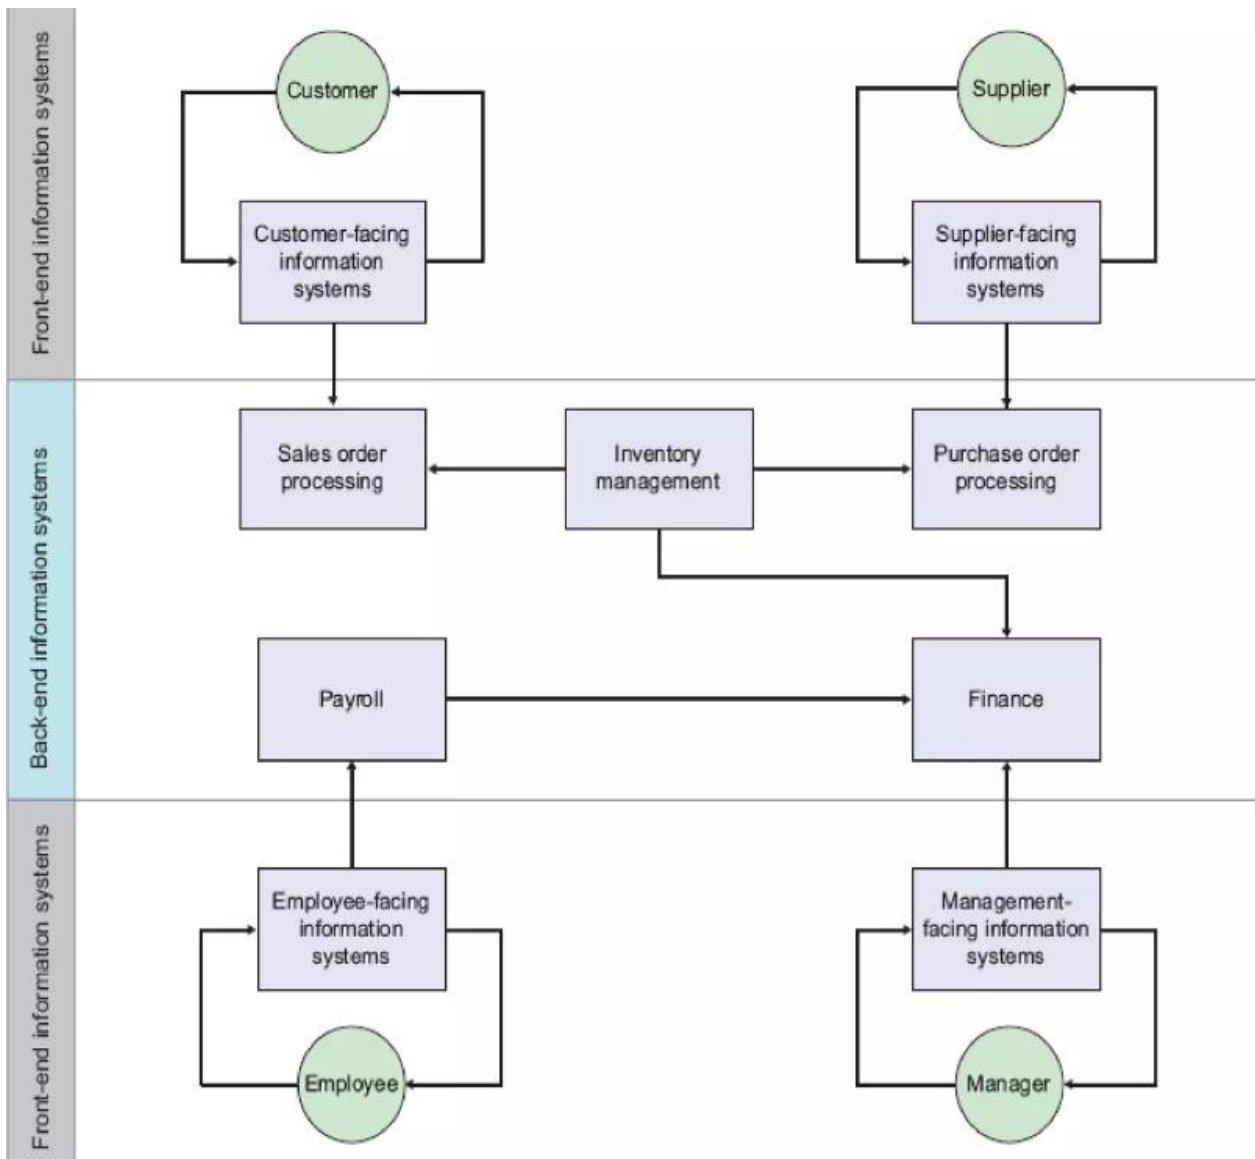 Front-end information systems
Customer
Supplier
Customer-facing
information
systems
Supplier-facing
information
systems
Back-end information systems
Sales order
processing
Inventory
management
Purchase order
processing
Payroll
Finance
Front-end information systems
Employee-facing
information
systems
Management-
facing information
systems
Employee
Manager